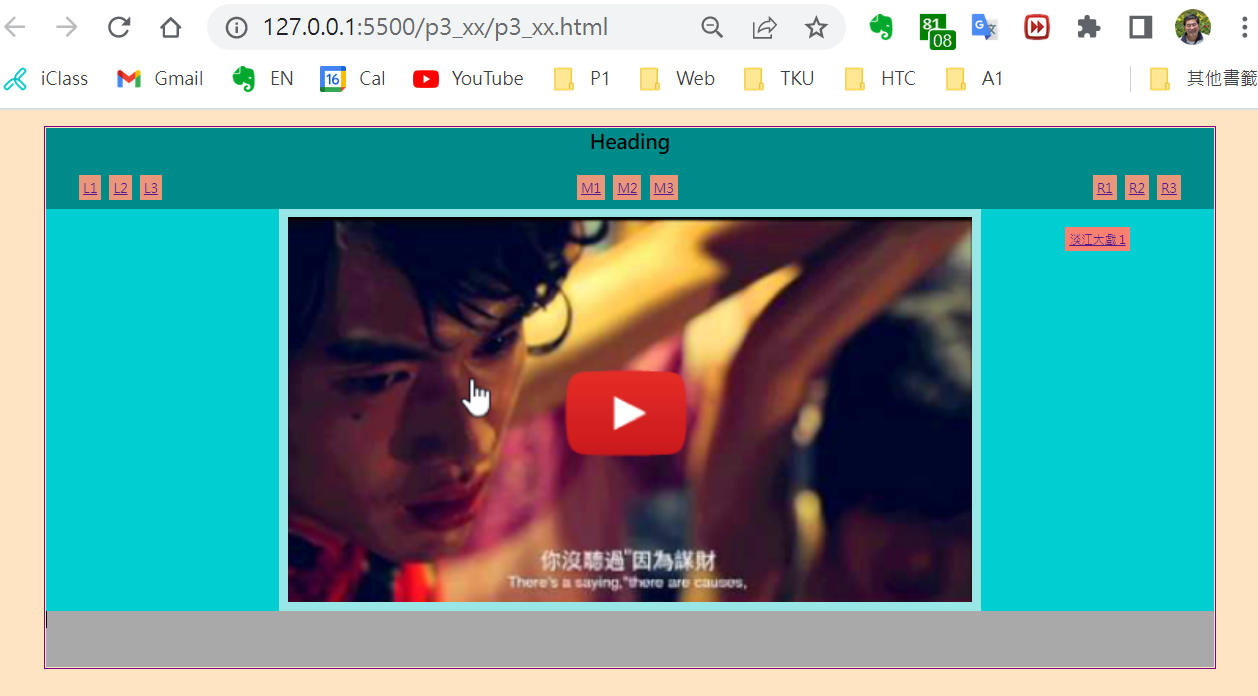 127.0.0.1:5500/p3_xx/p3_xx.html
81
08
G
iClass
Gmail
EN
16
Cal
YouTube
P1
Web
TKU
HTC
A1
其他書籤
Heading
L1 L2 L3 M1 M2 M3 R1 R2 R3
淡江大戲 1
你沒聽過"因為謀財
There's a saying,"there are causes,